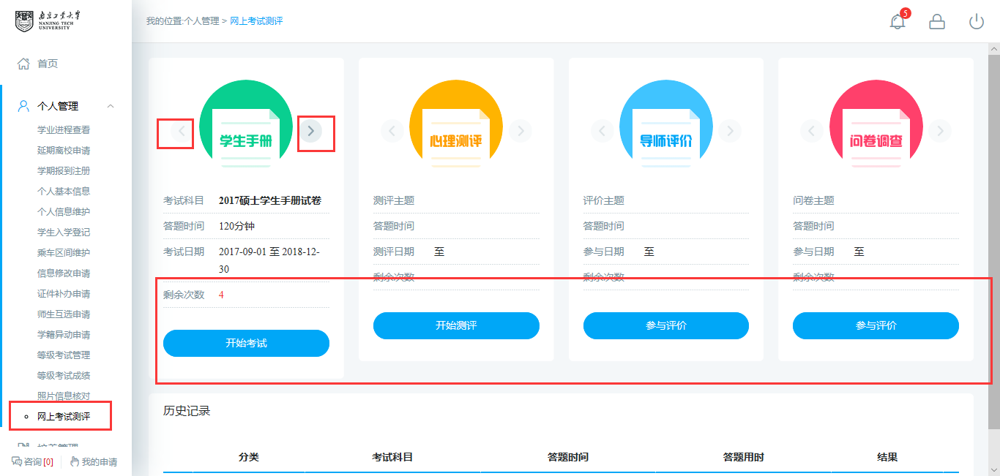 南京工业大学
NANJING TECH
UNIVERSITY
我的位置:个人管理 > 网上考试测评
5
首页
个人管理
学业进程查看
延期离校申请
学期报到注册
个人基本信息
个人信息维护
学生入学登记
乘车区间维护
信息修改申请
证件补办申请
师生互选申请
学籍异动申请
等级考试管理
等级考试成绩
照片信息核对
网上考试测评
培养管理
咨询[0]
我的申请
学生手册
考试科目 2017硕士学生手册试卷
答题时间 120分钟
考试日期 2017-09-01 至 2018-12-
30
剩余次数 4
开始考试
心理测评
测评主题
答题时间
测评日期 至
剩余次数
开始测评
导师评价
评价主题
答题时间
参与日期 至
剩余次数
参与评价
问卷调查
问卷主题
答题时间
参与日期 至
剩余次数
参与评价
历史记录
分类 考试科目 答题时间 答题用时 结果